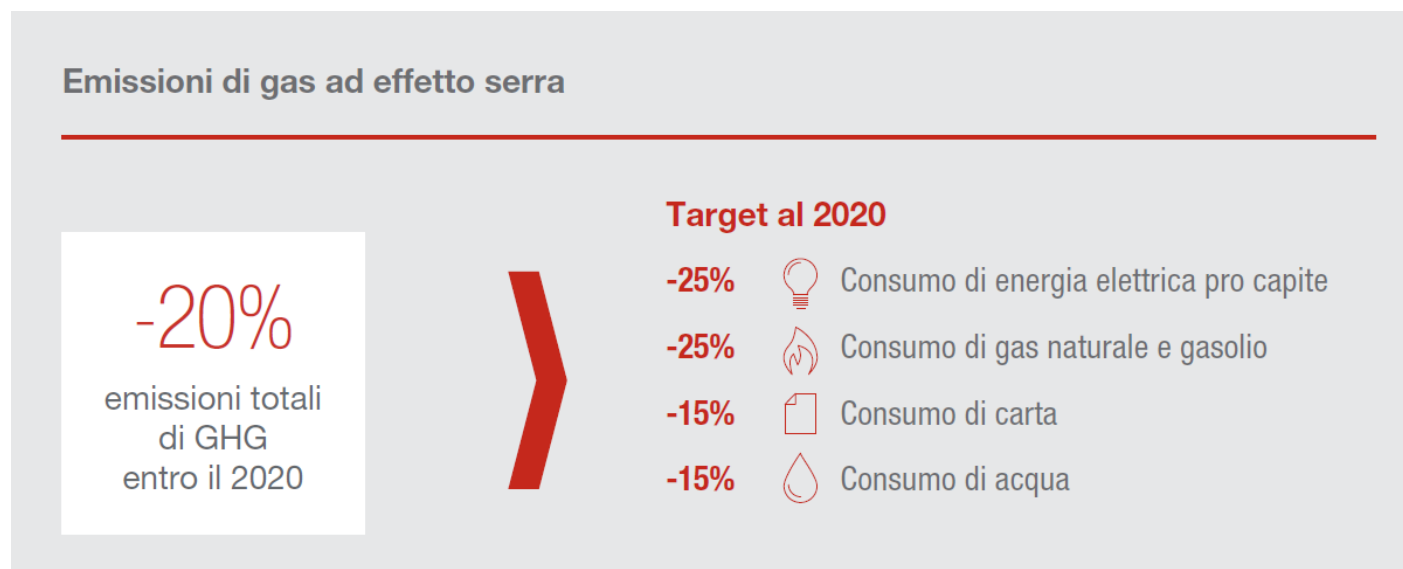 Emissioni di gas ad effetto serra
-20%
emissioni totali
di GHG
entro il 2020
Target al 2020
-25% Consumo di energia elettrica pro capite
-25% Consumo di gas naturale e gasolio
-15% Consumo di carta
-15% Consumo di acqua